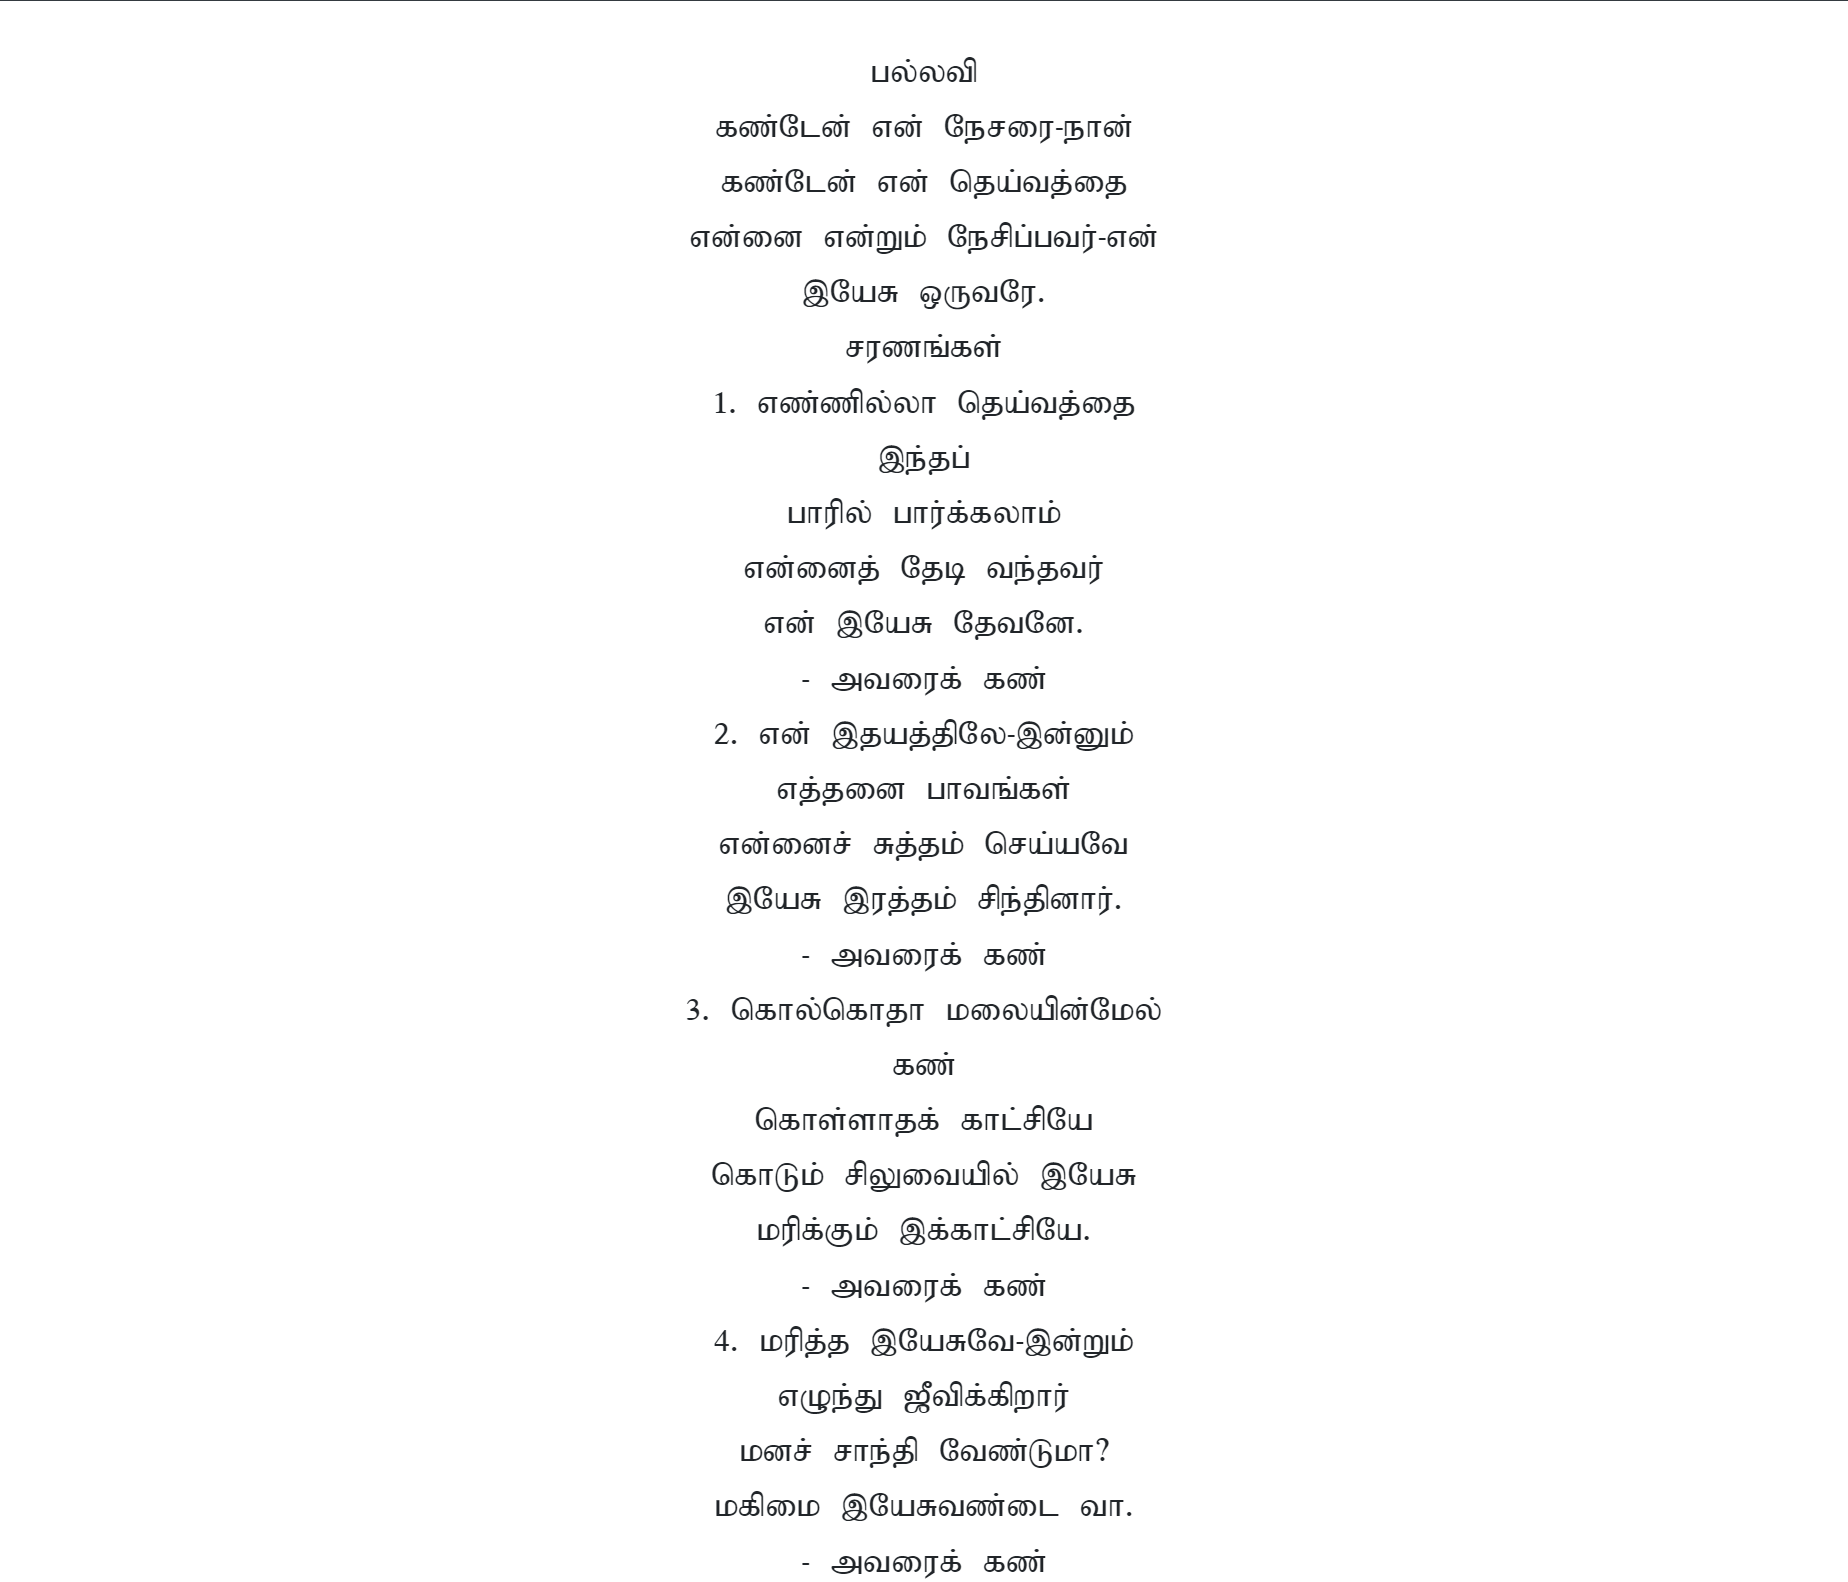 பல்லவி
கண்டேன் என் நேசரை-நான்
கண்டேன் என் தெய்வத்தை
என்னை என்றும் நேசிப்பவர்-என்
இயேசு ஒருவரே.
சரணங்கள்
1. எண்ணில்லா தெய்வத்தை
இந்தப்
பாரில் பார்க்கலாம்
என்னைத் தேடி வந்தவர்
என் இயேசு தேவனே.
- அவரைக் கண்
2. என் இதயத்திலே-இன்னும்
எத்தனை பாவங்கள்
என்னைச் சுத்தம் செய்யவே
இயேசு இரத்தம் சிந்தினார்.
- அவரைக் கண்
3. கொல்கொதா மலையின்மேல்
கண்
கொள்ளாதக் காட்சியே
கொடும் சிலுவையில் இயேசு
மரிக்கும் இக்காட்சியே.
- அவரைக் கண்
4. மரித்த இயேசுவே-இன்றும்
எழுந்து ஜீவிக்கிறார்
மனச் சாந்தி வேண்டுமா?
மகிமை இயேசுவண்டை வா.
- அவரைக் கண்